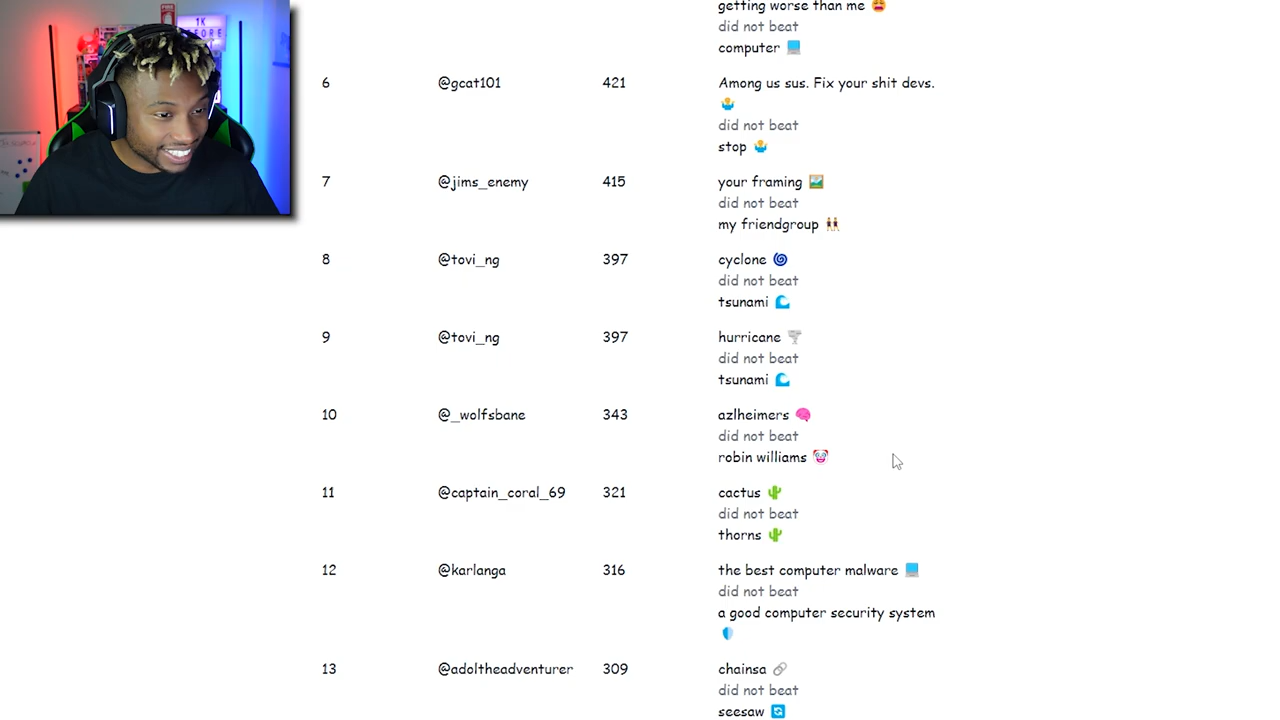 1K
getting worse than me 😩
did not beat
computer 💻
6 @gcat101 421 Among us sus. Fix your shit devs.
🤷
did not beat
stop 🤷
7 @jims_enemy 415 your framing 🖼️
did not beat
my friendgroup 👯
8 @tovi_ng 397 cyclone 🌀
did not beat
tsunami 🌊
9 @tovi_ng 397 hurricane 🌪️
did not beat
tsunami 🌊
10 @_wolfsbane 343 azlheimers 🧠
did not beat
robin williams 🤡
11 @captain_coral_69 321 cactus 🌵
did not beat
thorns 🌵
12 @karlanga 316 the best computer malware 💻
did not beat
a good computer security system
🛡️
13 @adoltheadventurer 309 chainsa 🔗
did not beat
seesaw 🔄